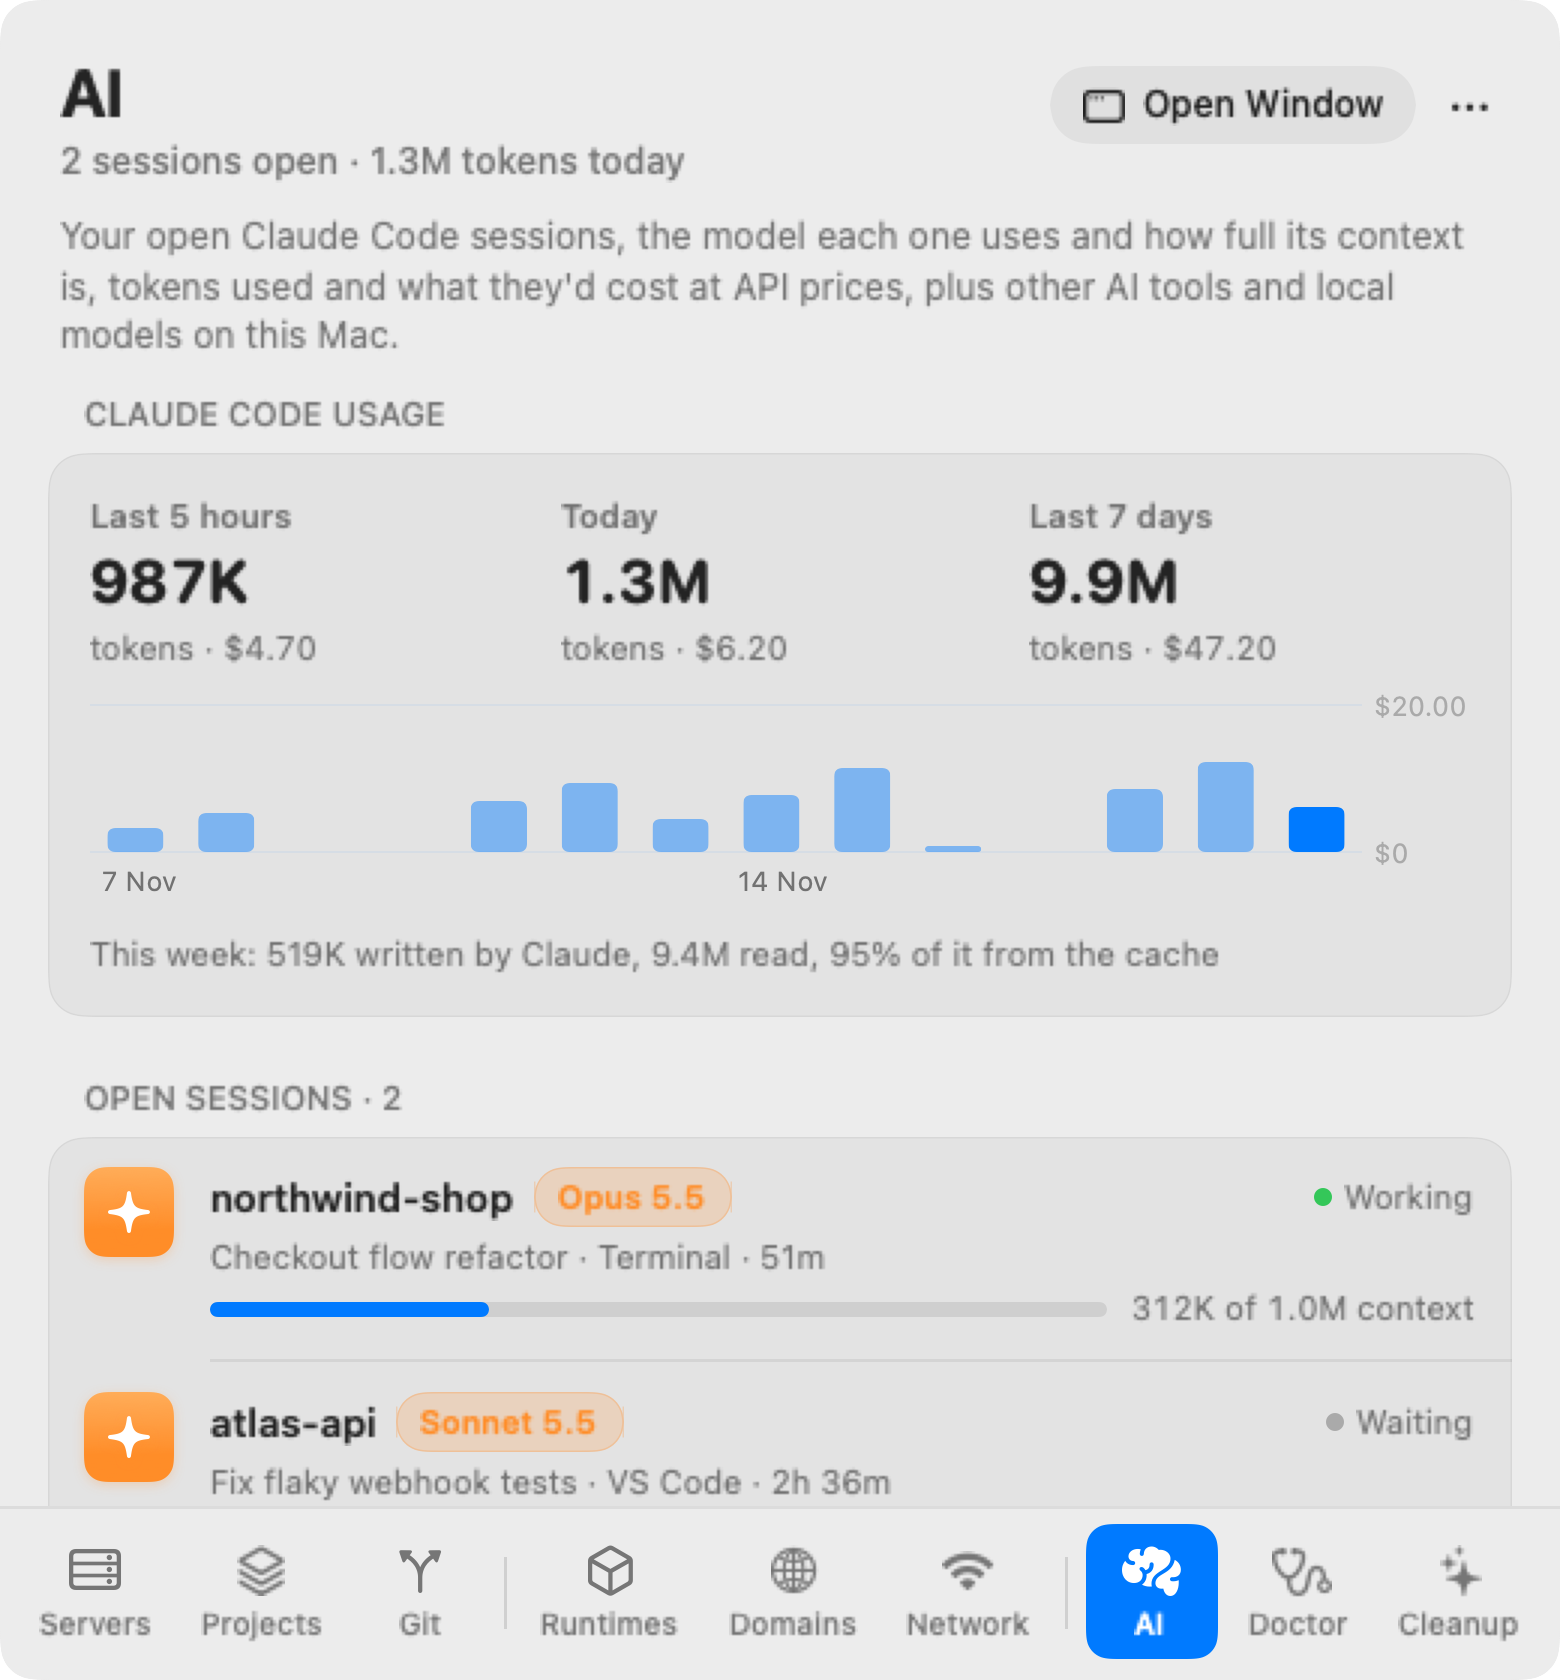 AI
Open Window
2 sessions open · 1.3M tokens today
Your open Claude Code sessions, the model each one uses and how full its context
is, tokens used and what they'd cost at API prices, plus other AI tools and local
models on this Mac.
CLAUDE CODE USAGE
Last 5 hours
987K
tokens · $4.70
Today
1.3M
tokens · $6.20
Last 7 days
9.9M
tokens · $47.20
$20.00
$0
7 Nov
14 Nov
This week: 519K written by Claude, 9.4M read, 95% of it from the cache
OPEN SESSIONS · 2
northwind-shop
Opus 5.5
Working
Checkout flow refactor · Terminal · 51m
312K of 1.0M context
atlas-api
Sonnet 5.5
Waiting
Fix flaky webhook tests · VS Code · 2h 36m
Servers
Projects
Git
Runtimes
Domains
Network
AI
Doctor
Cleanup